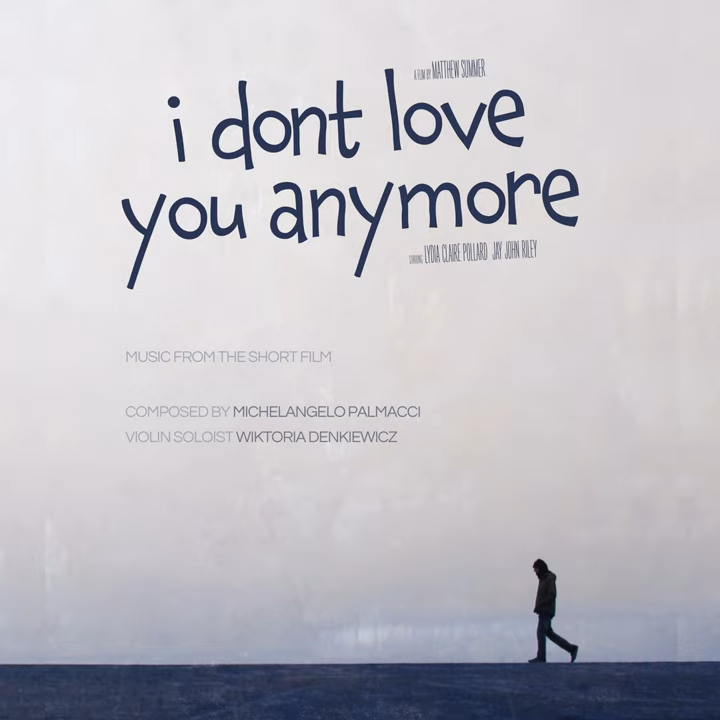 A FILM BY MATTHEW SUMMER
i dont love
you anymore
STARRING LYDIA CLAIRE POLLARD JAY JOHN RILEY
MUSIC FROM THE SHORT FILM
COMPOSED BY MICHELANGELO PALMACCI
VIOLIN SOLOIST WIKTORIA DENKIEWICZ